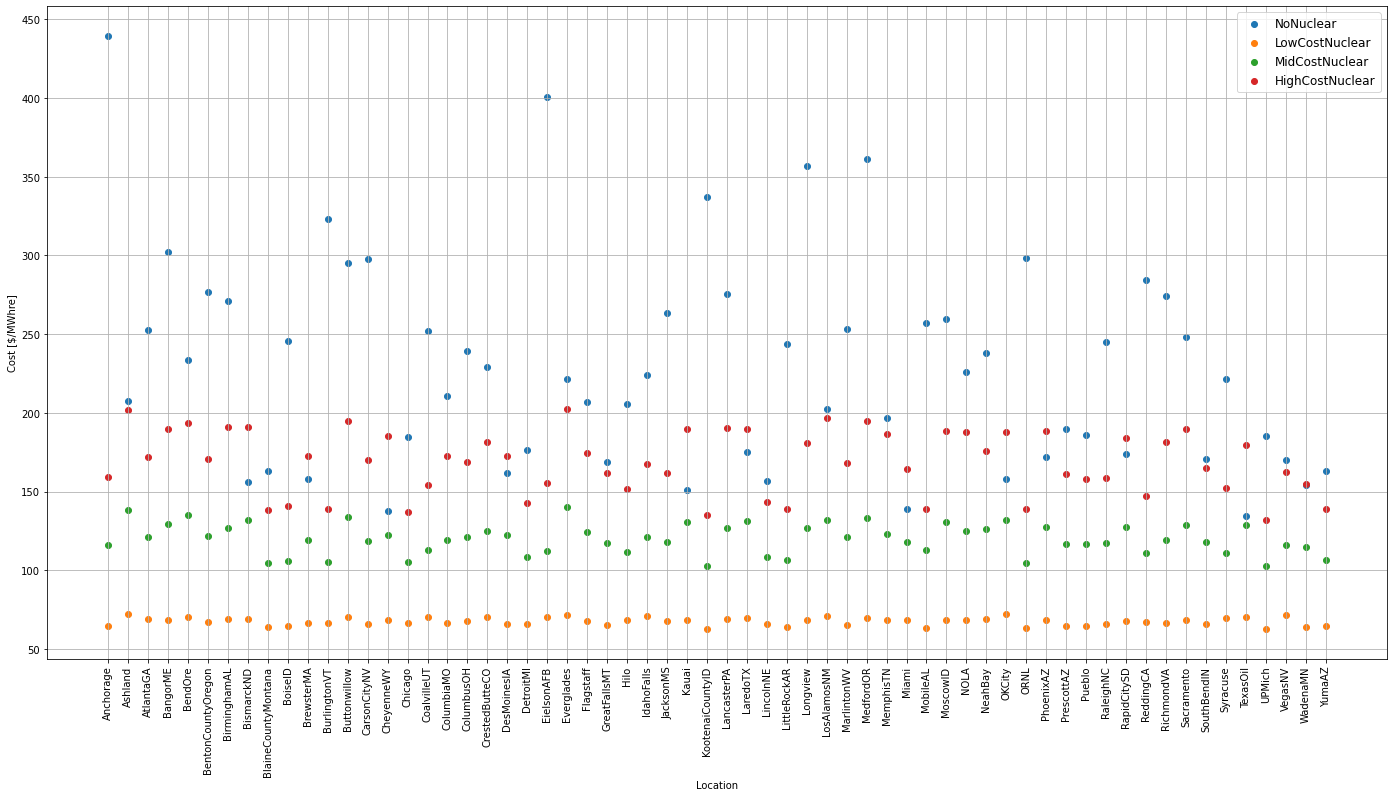 450
400
350
300
250
200
150
100
50
Cost [$/MWhre]
NoNuclear
LowCostNuclear
MidCostNuclear
HighCostNuclear
Anchorage
Ashland
AtlantaGA
BangorME
BendOre
BentonCountyOregon
BirminghamAL
BismarckND
BlaineCountyMontana
BoiseID
BrewsterMA
BurlingtonVT
Buttonwillow
CarsonCityNV
CheyenneWY
Chicago
CoalvilleUT
ColumbiaMO
ColumbusOH
CrestedButteCO
DesMoinesIA
DetroitMI
EielsonAFB
Everglades
Flagstaff
GreatFallsMT
Hilo
IdahoFalls
JacksonMS
Kauai
KootenaiCountyID
LancasterPA
LaredoTX
LincolnNE
LittleRockAR
Longview
LosAlamosNM
MarlintonWV
MedfordOR
MemphisTN
Miami
MobileAL
MoscowID
NOLA
NeahBay
OKCity
ORNL
PhoenixAZ
PrescottAZ
Pueblo
RaleighNC
RapidCitySD
ReddingCA
RichmondVA
Sacramento
SouthBendIN
Syracuse
TexasOil
UPMich
VegasNV
WadenaMN
YumaAZ
Location